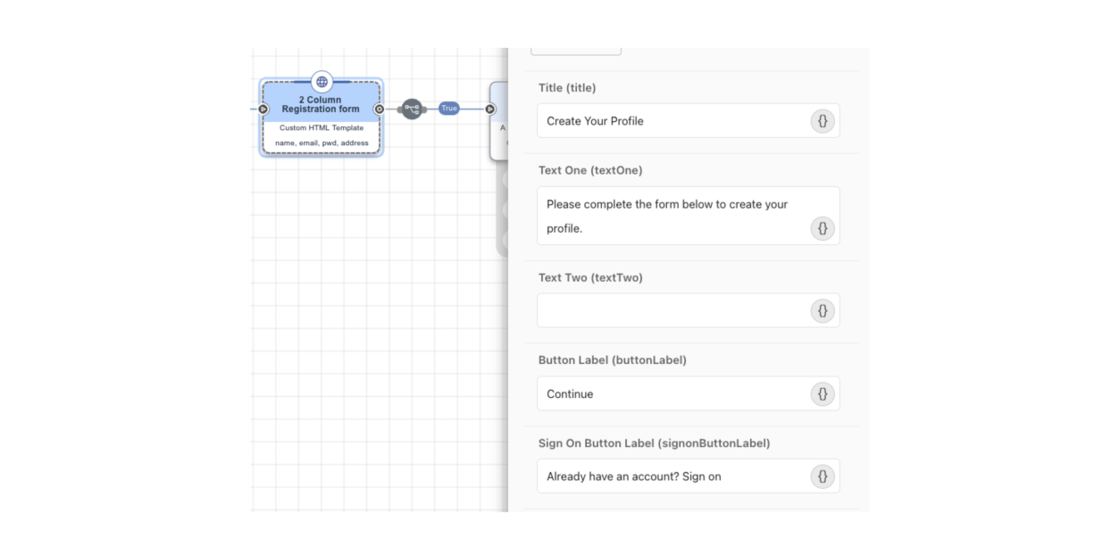 2 Column
Registration form
Custom HTML Template
name, email, pwd, address
True
A
Title (title)
Create Your Profile
{}
Text One (textOne)
Please complete the form below to create your
profile.
{}
Text Two (textTwo)
{}
Button Label (buttonLabel)
Continue
{}
Sign On Button Label (signonButtonLabel)
Already have an account? Sign on
{}